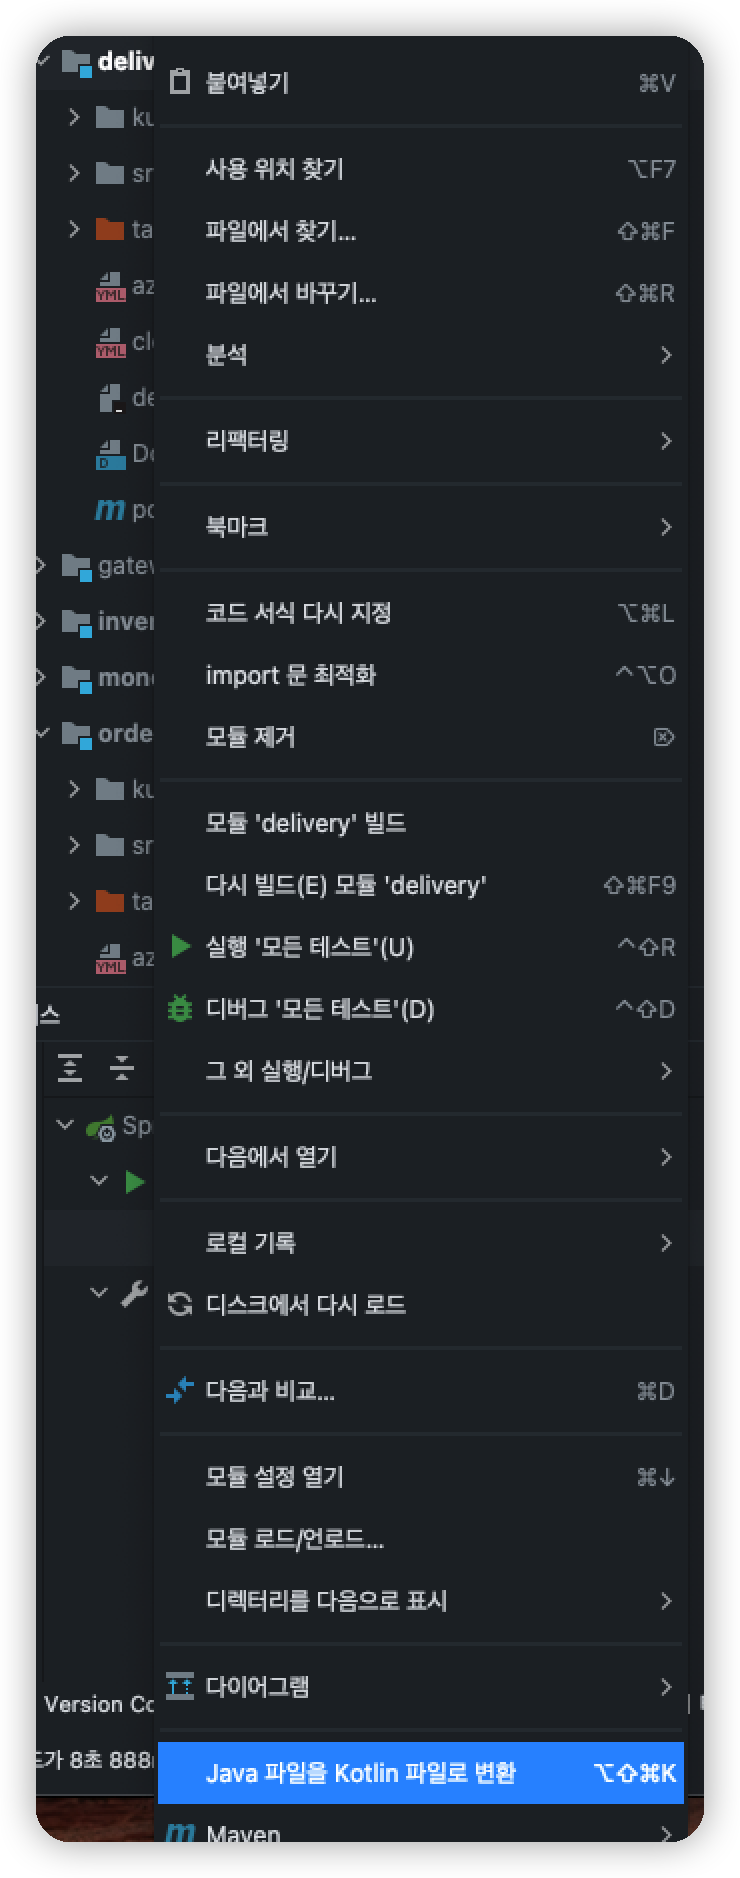 deliv
붙여넣기 ⌘V
ku
사용 위치 찾기 ⌥F7
sr
파일에서 찾기... ⇧⌘F
ta
파일에서 바꾸기... ⇧⌘R
YML az
분석
YML cl
de
리팩터링
D Do
m po
북마크
gatew
코드 서식 다시 지정 ⌥⌘L
inver
import 문 최적화 ^⌥O
mon
모듈 제거 ⌦
orde
ku
모듈 'delivery' 빌드
sr
다시 빌드(E) 모듈 'delivery' ⇧⌘F9
ta
실행 '모든 테스트'(U) ^⇧R
YML az
디버그 '모든 테스트'(D) ^⇧D
스
그 외 실행/디버그
Sp
다음에서 열기
로컬 기록
디스크에서 다시 로드
다음과 비교... ⌘D
모듈 설정 열기 ⌘↓
모듈 로드/언로드...
디렉터리를 다음으로 표시
다이어그램
Version Co
드가 8초 888
Java 파일을 Kotlin 파일로 변환 ⌥⇧⌘K
m Maven